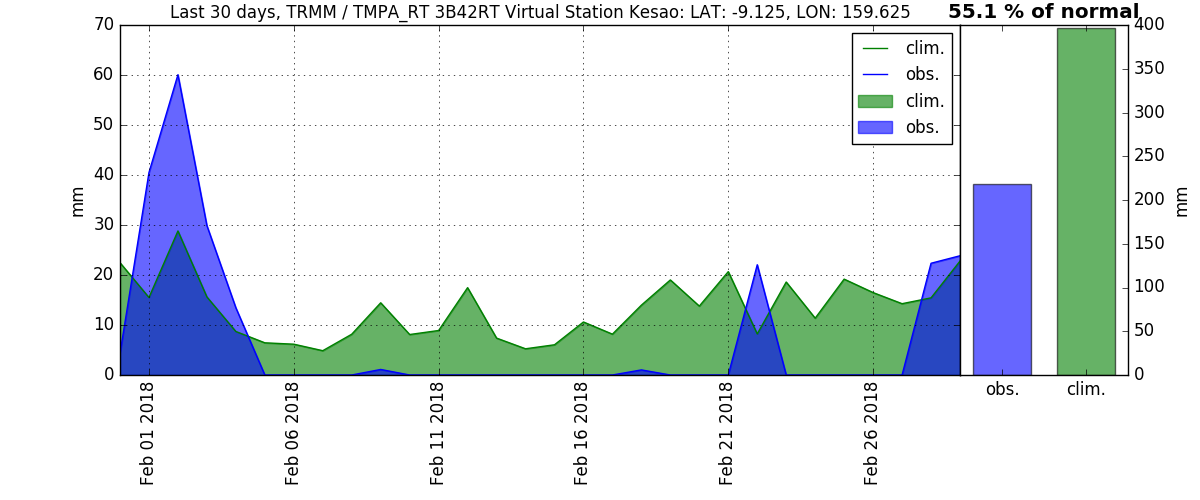 Last 30 days, TRMM / TMPA_RT 3B42RT Virtual Station Kesao: LAT: -9.125, LON: 159.625
55.1 % of normal
70
60
50
40
30
20
10
0
mm
clim.
obs.
clim.
obs.
Feb 01 2018
Feb 06 2018
Feb 11 2018
Feb 16 2018
Feb 21 2018
Feb 26 2018
400
350
300
250
200
150
100
50
0
mm
obs.
clim.